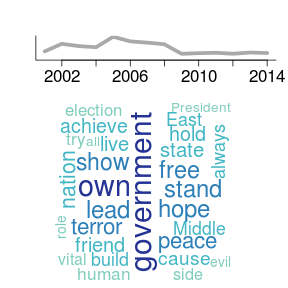 2002 2006 2010 2014
election President
achieve East
try all live hold always
nation show state
own government free
stand
lead hope
role terror Middle
friend peace
vital build cause evil
human side